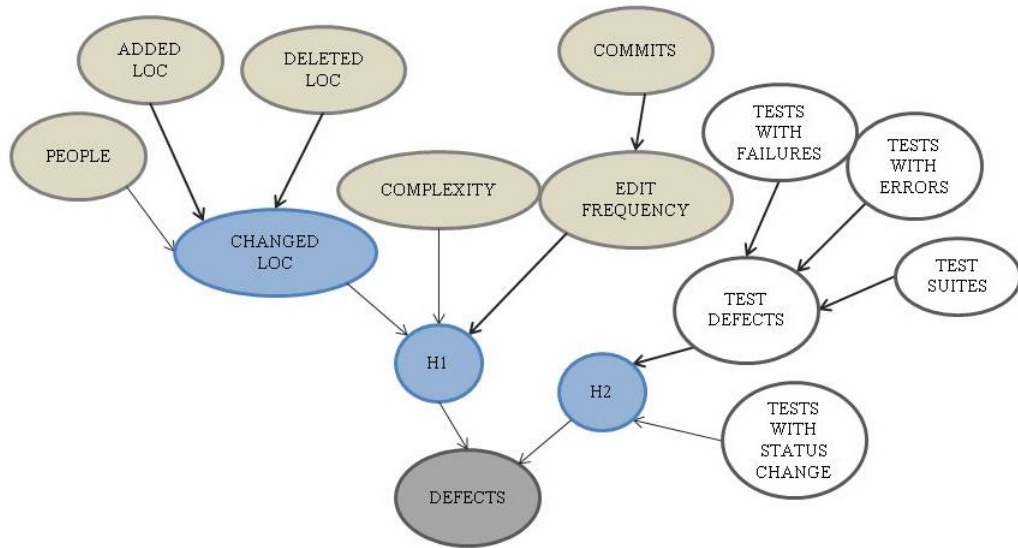 ADDED
LOC
DELETED
LOC
COMMITS
PEOPLE
COMPLEXITY
EDIT
FREQUENCY
TESTS
WITH
FAILURES
TESTS
WITH
ERRORS
CHANGED
LOC
TEST
DEFECTS
TEST
SUITES
H1
H2
TESTS
WITH
STATUS
CHANGE
DEFECTS